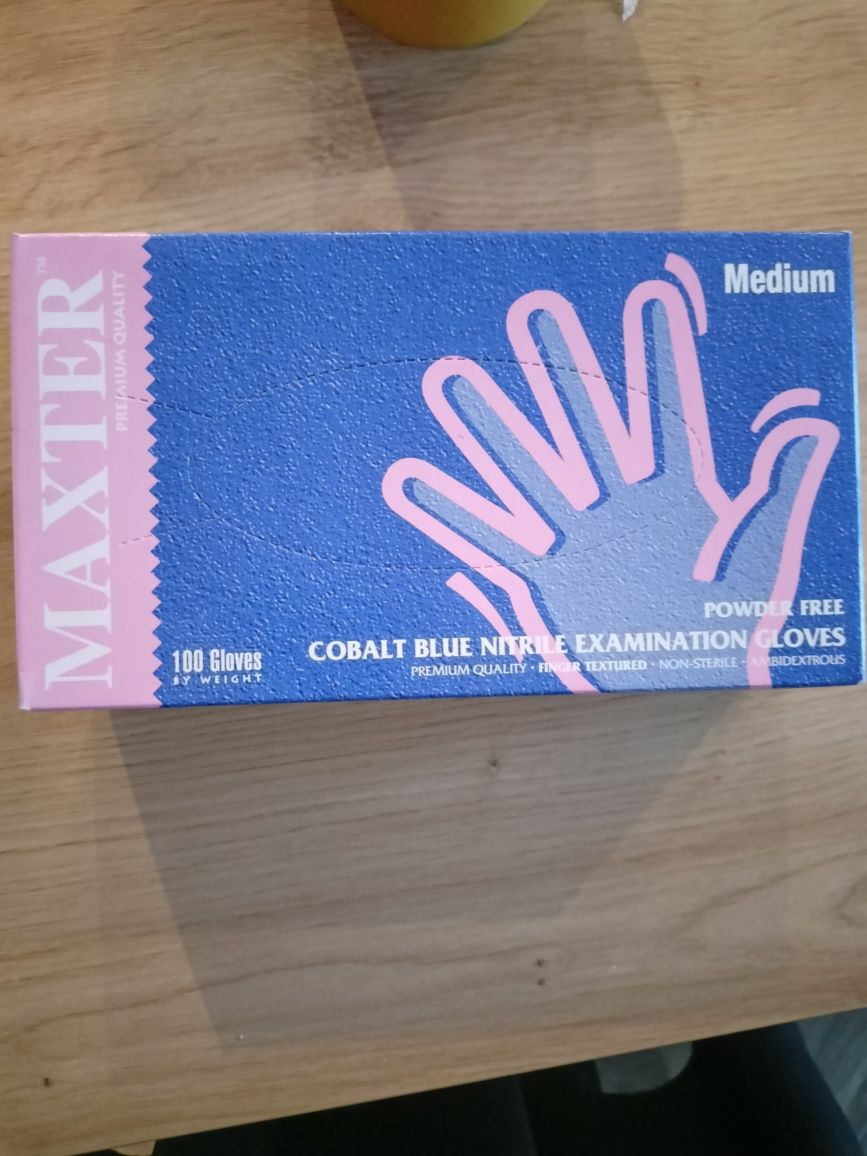 MAXTER™
PREMIUM QUALITY
Medium
100 Gloves
BY WEIGHT
POWDER FREE
COBALT BLUE NITRILE EXAMINATION GLOVES
PREMIUM QUALITY · FINGER TEXTURED · NON-STERILE · AMBIDEXTROUS